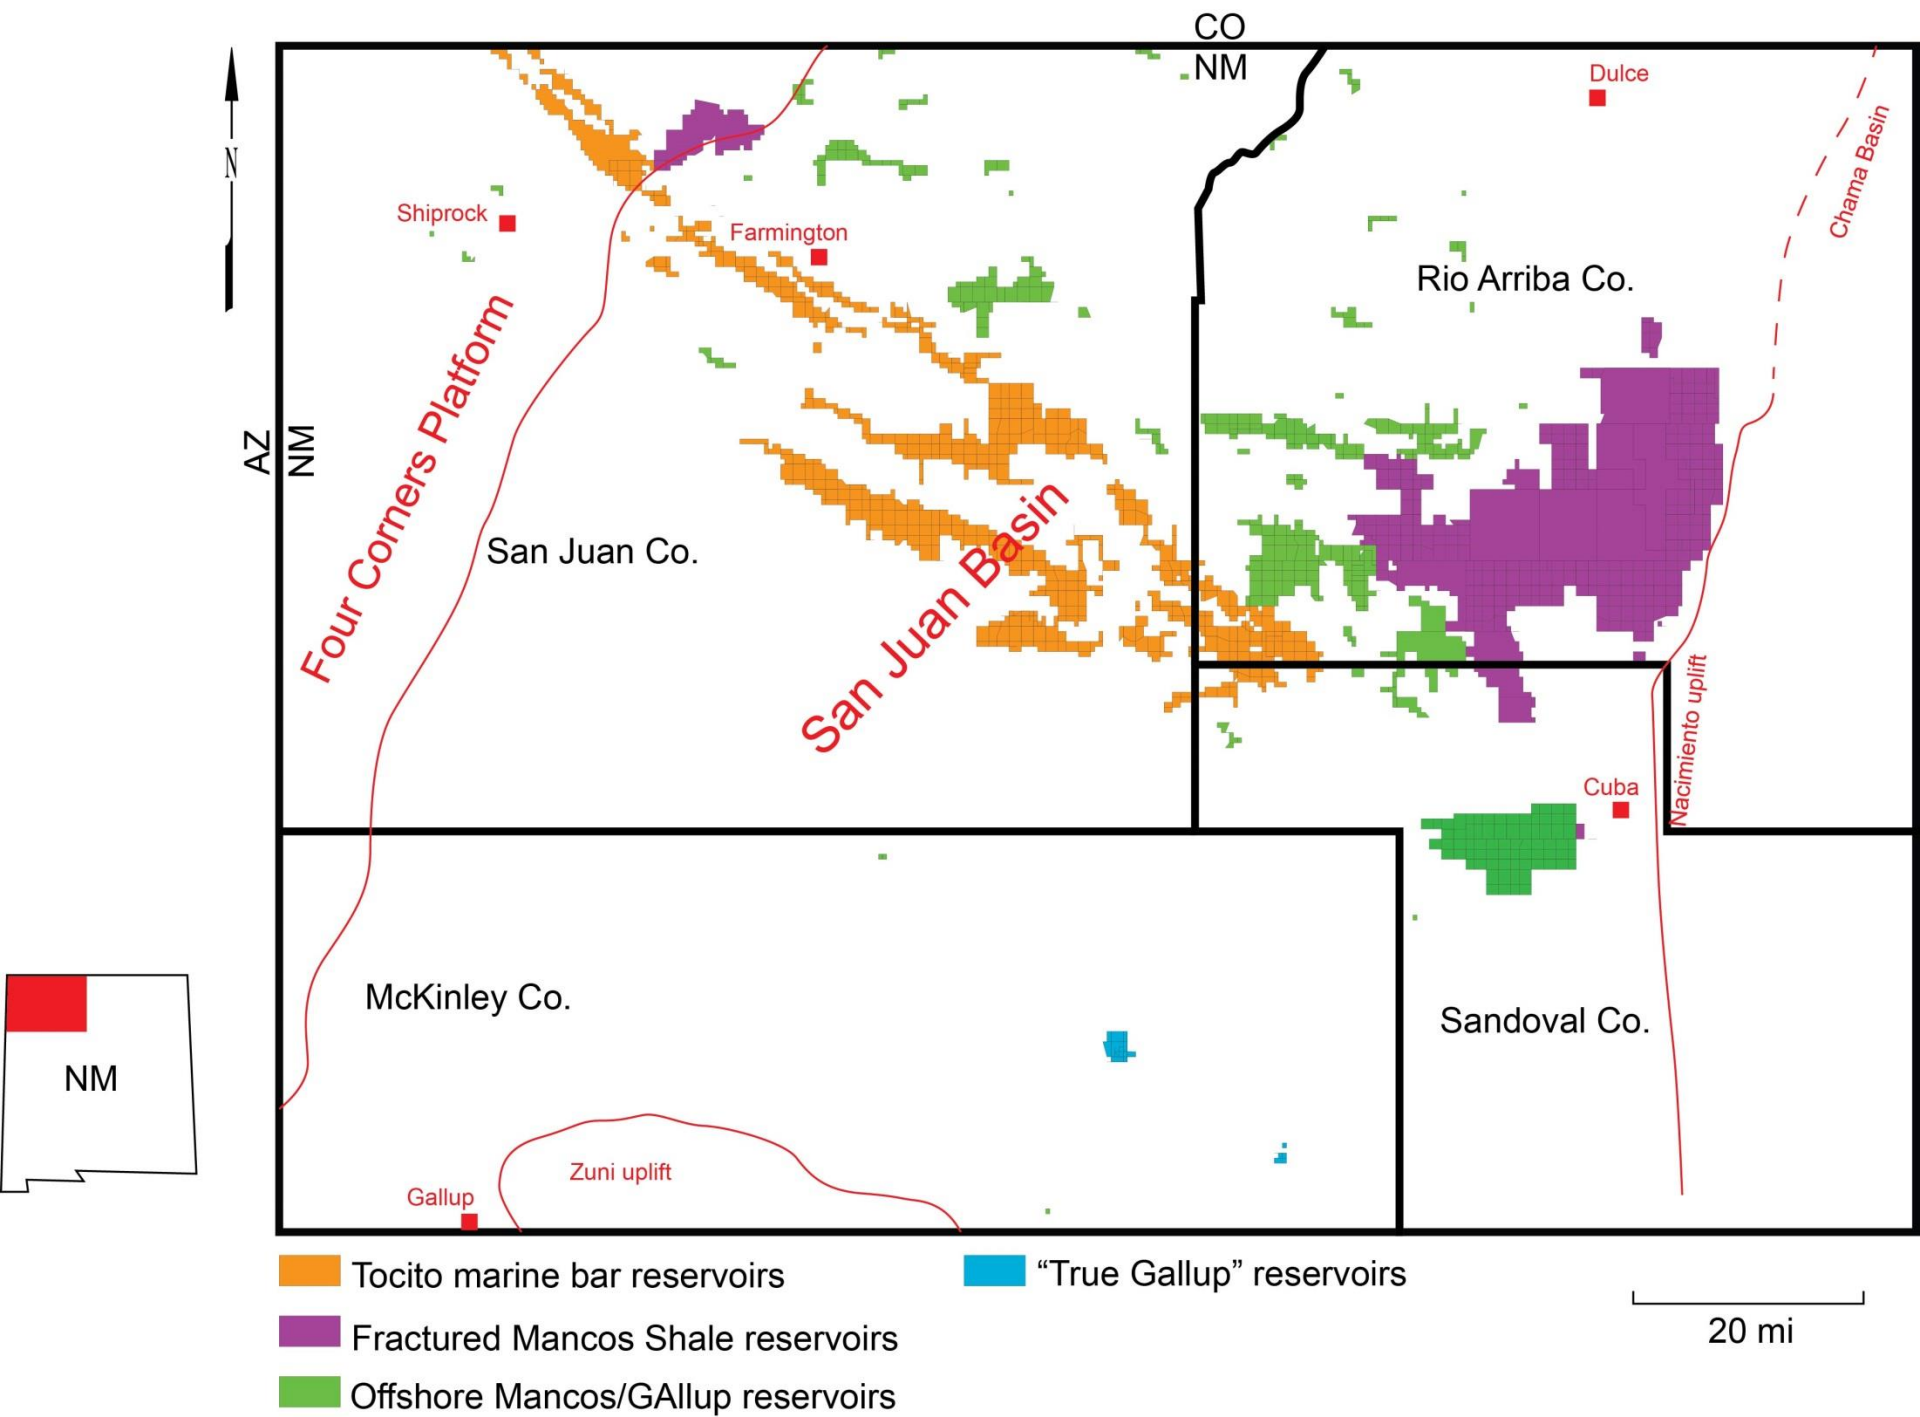 CO
NM
N
Dulce
Chama Basin
Shiprock
Farmington
Rio Arriba Co.
Four Corners Platform
AZ
NM
San Juan Co.
San Juan Basin
Nacimiento uplift
Cuba
McKinley Co.
Sandoval Co.
NM
Zuni uplift
Gallup
Tocito marine bar reservoirs
“True Gallup” reservoirs
Fractured Mancos Shale reservoirs
20 mi
Offshore Mancos/GAllup reservoirs